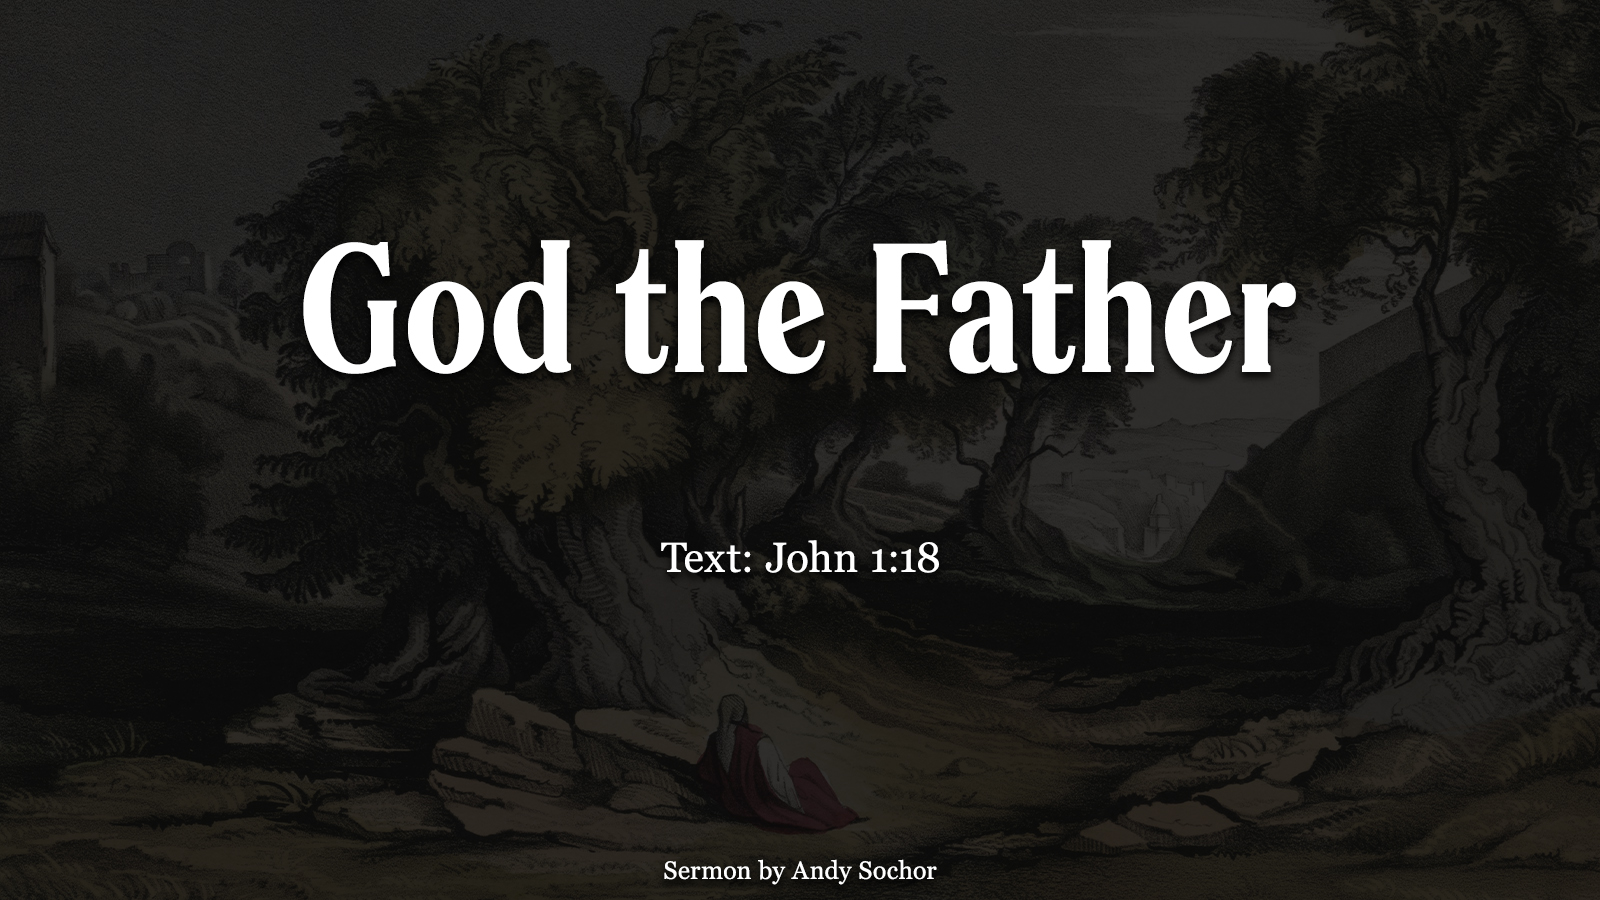 God the Father
Text: John 1:18
Sermon by Andy Sochor